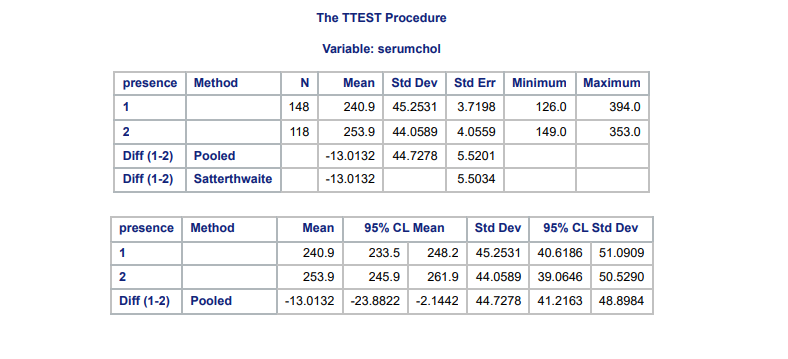 The TTEST Procedure
Variable: serumchol
presence Method N Mean Std Dev Std Err Minimum Maximum
1 148 240.9 45.2531 3.7198 126.0 394.0
2 118 253.9 44.0589 4.0559 149.0 353.0
Diff (1-2) Pooled -13.0132 44.7278 5.5201
Diff (1-2) Satterthwaite -13.0132 5.5034
presence Method Mean 95% CL Mean Std Dev 95% CL Std Dev
1 240.9 233.5 248.2 45.2531 40.6186 51.0909
2 253.9 245.9 261.9 44.0589 39.0646 50.5290
Diff (1-2) Pooled -13.0132 -23.8822 -2.1442 44.7278 41.2163 48.8984